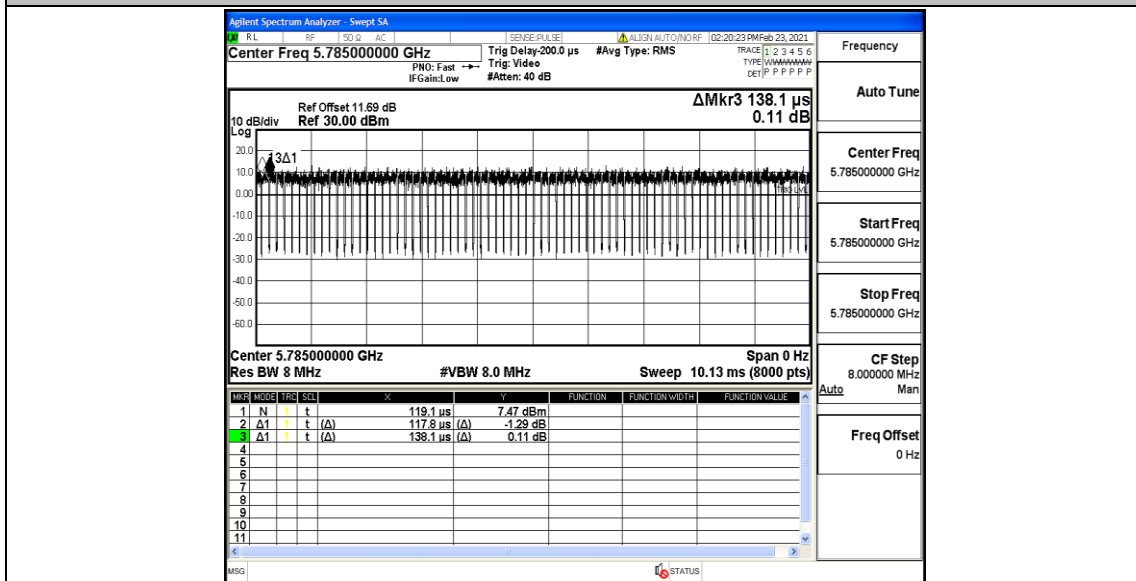 Agilent Spectrum Analyzer - Swept SA
RL RF 50 Ω AC SENSE:PULSE ALIGN AUTO/NO RF 02:20:23 PM Feb 23, 2021
Center Freq 5.785000000 GHz
PNO: Fast
IFGain:Low
Trig Delay-200.0 µs
Trig: Video
#Atten: 40 dB
#Avg Type: RMS
TRACE 1 2 3 4 5 6
TYPE
DET P P P P P P
ΔMkr3 138.1 µs
0.11 dB
Ref Offset 11.69 dB
10 dB/div Ref 30.00 dBm
Log
20.0
10.0
0.00
-10.0
-20.0
-30.0
-40.0
-50.0
-60.0
3Δ1
TRIG LVL
Center 5.785000000 GHz Span 0 Hz
Res BW 8 MHz #VBW 8.0 MHz Sweep 10.13 ms (8000 pts)
MKR MODE TRC SCL X Y FUNCTION FUNCTION WIDTH FUNCTION VALUE
1 N 1 t 119.1 µs 7.47 dBm
2 Δ1 1 t (Δ) 117.8 µs (Δ) -1.29 dB
3 Δ1 1 t (Δ) 138.1 µs (Δ) 0.11 dB
4
5
6
7
8
9
10
11
MSG STATUS
Frequency
Auto Tune
Center Freq
5.785000000 GHz
Start Freq
5.785000000 GHz
Stop Freq
5.785000000 GHz
CF Step
8.000000 MHz
Auto Man
Freq Offset
0 Hz